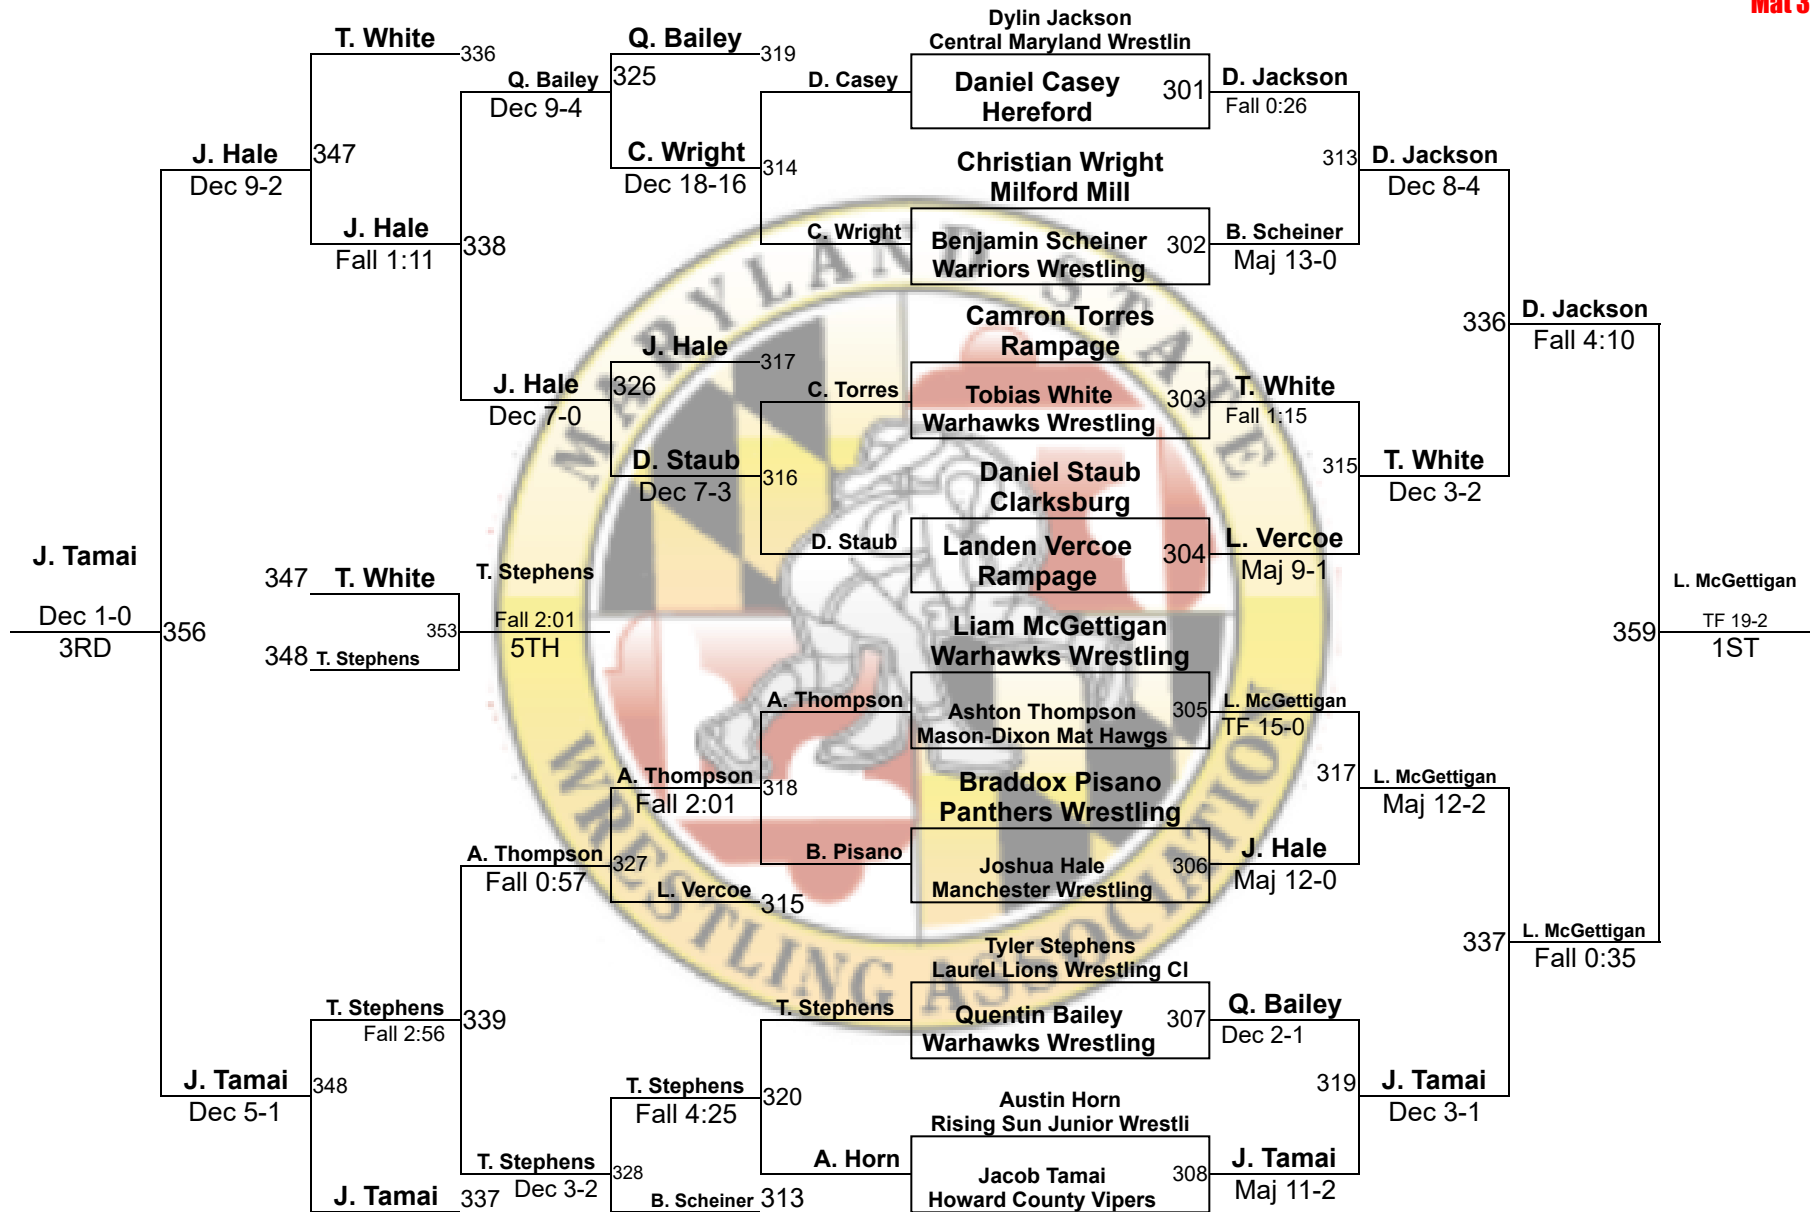 Mat 3
Dylin Jackson
Central Maryland Wrestlin
T. White
336
Q. Bailey
319
Q. Bailey
325
Dec 9-4
D. Casey
Daniel Casey
Hereford
301
D. Jackson
Fall 0:26
J. Hale
347
Dec 9-2
C. Wright
314
Dec 18-16
Christian Wright
Milford Mill
313
D. Jackson
Dec 8-4
J. Hale
338
Fall 1:11
C. Wright
Benjamin Scheiner
Warriors Wrestling
302
B. Scheiner
Maj 13-0
MARYLAND STATE
WRESTLING ASSOCIATION
Camron Torres
Rampage
336
D. Jackson
Fall 4:10
J. Hale
317
J. Hale
326
Dec 7-0
C. Torres
Tobias White
Warhawks Wrestling
303
T. White
Fall 1:15
D. Staub
316
Dec 7-3
Daniel Staub
Clarksburg
315
T. White
Dec 3-2
D. Staub
Landen Vercoe
Rampage
304
L. Vercoe
Maj 9-1
J. Tamai
Dec 1-0
3RD
356
347
T. White
T. Stephens
353
Fall 2:01
5TH
348
T. Stephens
Liam McGettigan
Warhawks Wrestling
359
L. McGettigan
TF 19-2
1ST
A. Thompson
Ashton Thompson
Mason-Dixon Mat Hawgs
305
L. McGettigan
TF 15-0
A. Thompson
318
Fall 2:01
Braddox Pisano
Panthers Wrestling
317
L. McGettigan
Maj 12-2
A. Thompson
327
Fall 0:57
B. Pisano
Joshua Hale
Manchester Wrestling
306
J. Hale
Maj 12-0
L. Vercoe
315
Tyler Stephens
Laurel Lions Wrestling Cl
337
L. McGettigan
Fall 0:35
T. Stephens
339
Fall 2:56
T. Stephens
Quentin Bailey
Warhawks Wrestling
307
Q. Bailey
Dec 2-1
J. Tamai
348
Dec 5-1
T. Stephens
320
Fall 4:25
Austin Horn
Rising Sun Junior Wrestli
319
J. Tamai
Dec 3-1
T. Stephens
328
Dec 3-2
A. Horn
Jacob Tamai
Howard County Vipers
308
J. Tamai
Maj 11-2
J. Tamai
337
B. Scheiner
313